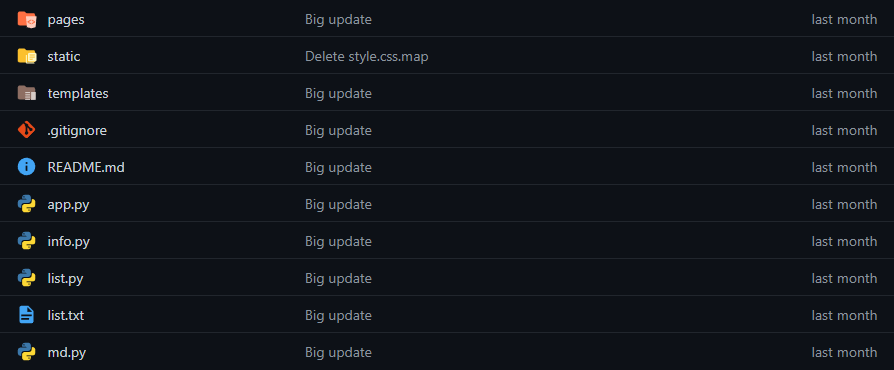 pages Big update last month
static Delete style.css.map last month
templates Big update last month
.gitignore Big update last month
README.md Big update last month
app.py Big update last month
info.py Big update last month
list.py Big update last month
list.txt Big update last month
md.py Big update last month